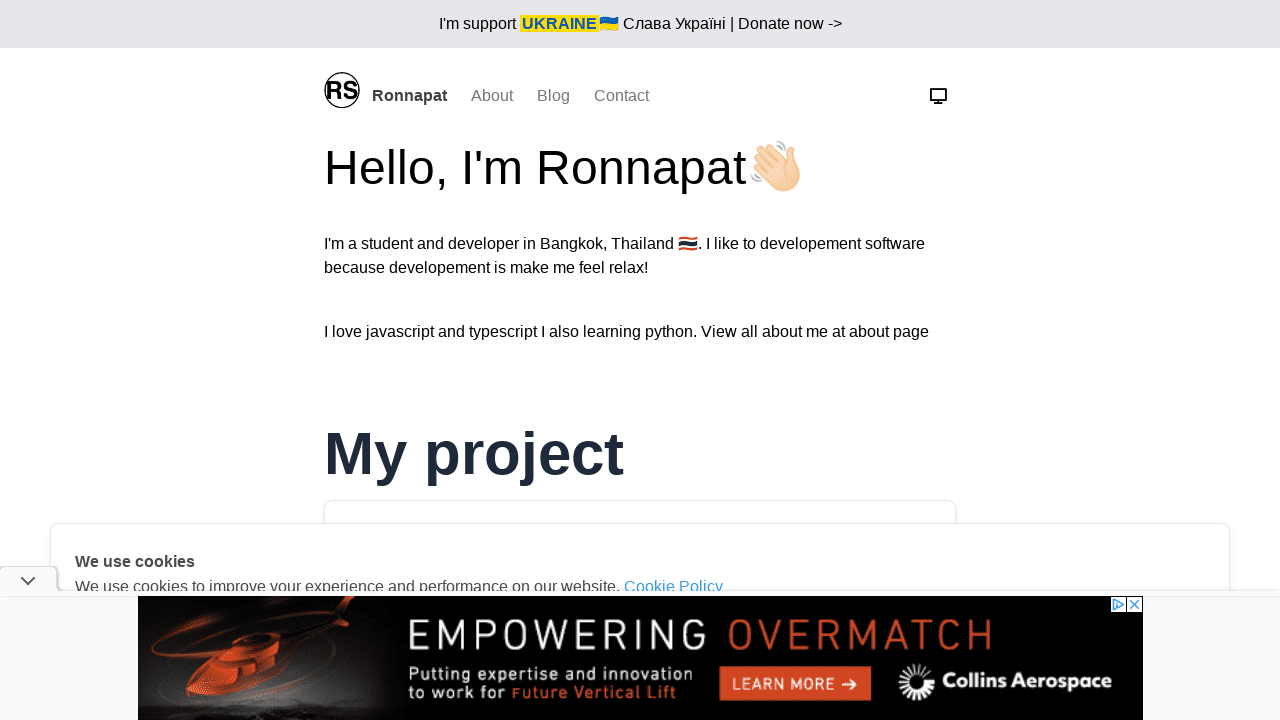 I'm support UKRAINE🇺🇦 Слава Україні | Donate now ->
RS Ronnapat About Blog Contact
Hello, I'm Ronnapat👋🏻
I'm a student and developer in Bangkok, Thailand 🇹🇭. I like to developement software
because developement is make me feel relax!
I love javascript and typescript I also learning python. View all about me at about page
My project
We use cookies
We use cookies to improve your experience and performance on our website. Cookie Policy
EMPOWERING OVERMATCH
Putting expertise and innovation
to work for Future Vertical Lift
LEARN MORE →
Collins Aerospace